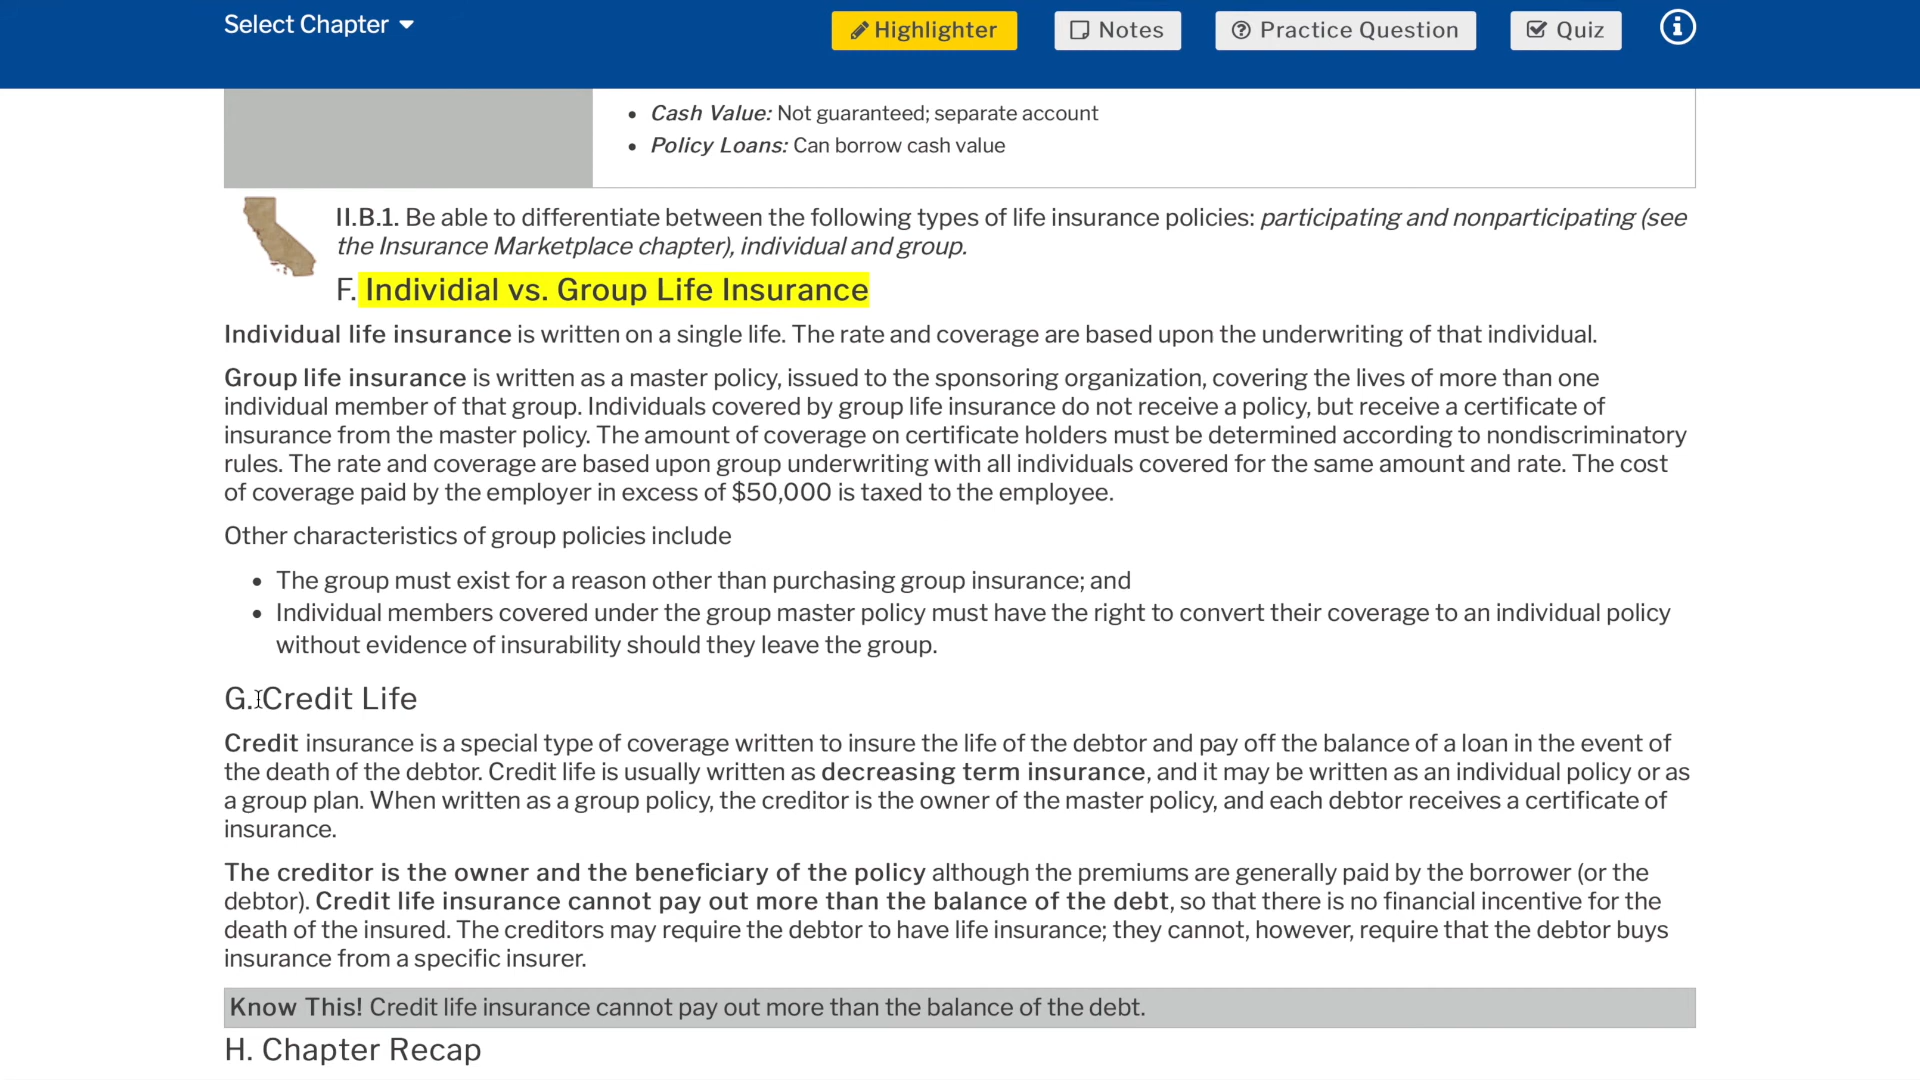 Select Chapter
Highlighter
Notes
Practice Question
Quiz
Cash Value: Not guaranteed; separate account
Policy Loans: Can borrow cash value
II.B.1. Be able to differentiate between the following types of life insurance policies: participating and nonparticipating (see
the Insurance Marketplace chapter), individual and group.
F. Individial vs. Group Life Insurance
Individual life insurance is written on a single life. The rate and coverage are based upon the underwriting of that individual.
Group life insurance is written as a master policy, issued to the sponsoring organization, covering the lives of more than one
individual member of that group. Individuals covered by group life insurance do not receive a policy, but receive a certificate of
insurance from the master policy. The amount of coverage on certificate holders must be determined according to nondiscriminatory
rules. The rate and coverage are based upon group underwriting with all individuals covered for the same amount and rate. The cost
of coverage paid by the employer in excess of $50,000 is taxed to the employee.
Other characteristics of group policies include
• The group must exist for a reason other than purchasing group insurance; and
• Individual members covered under the group master policy must have the right to convert their coverage to an individual policy
without evidence of insurability should they leave the group.
G. Credit Life
Credit insurance is a special type of coverage written to insure the life of the debtor and pay off the balance of a loan in the event of
the death of the debtor. Credit life is usually written as decreasing term insurance, and it may be written as an individual policy or as
a group plan. When written as a group policy, the creditor is the owner of the master policy, and each debtor receives a certificate of
insurance.
The creditor is the owner and the beneficiary of the policy although the premiums are generally paid by the borrower (or the
debtor). Credit life insurance cannot pay out more than the balance of the debt, so that there is no financial incentive for the
death of the insured. The creditors may require the debtor to have life insurance; they cannot, however, require that the debtor buys
insurance from a specific insurer.
Know This! Credit life insurance cannot pay out more than the balance of the debt.
H. Chapter Recap